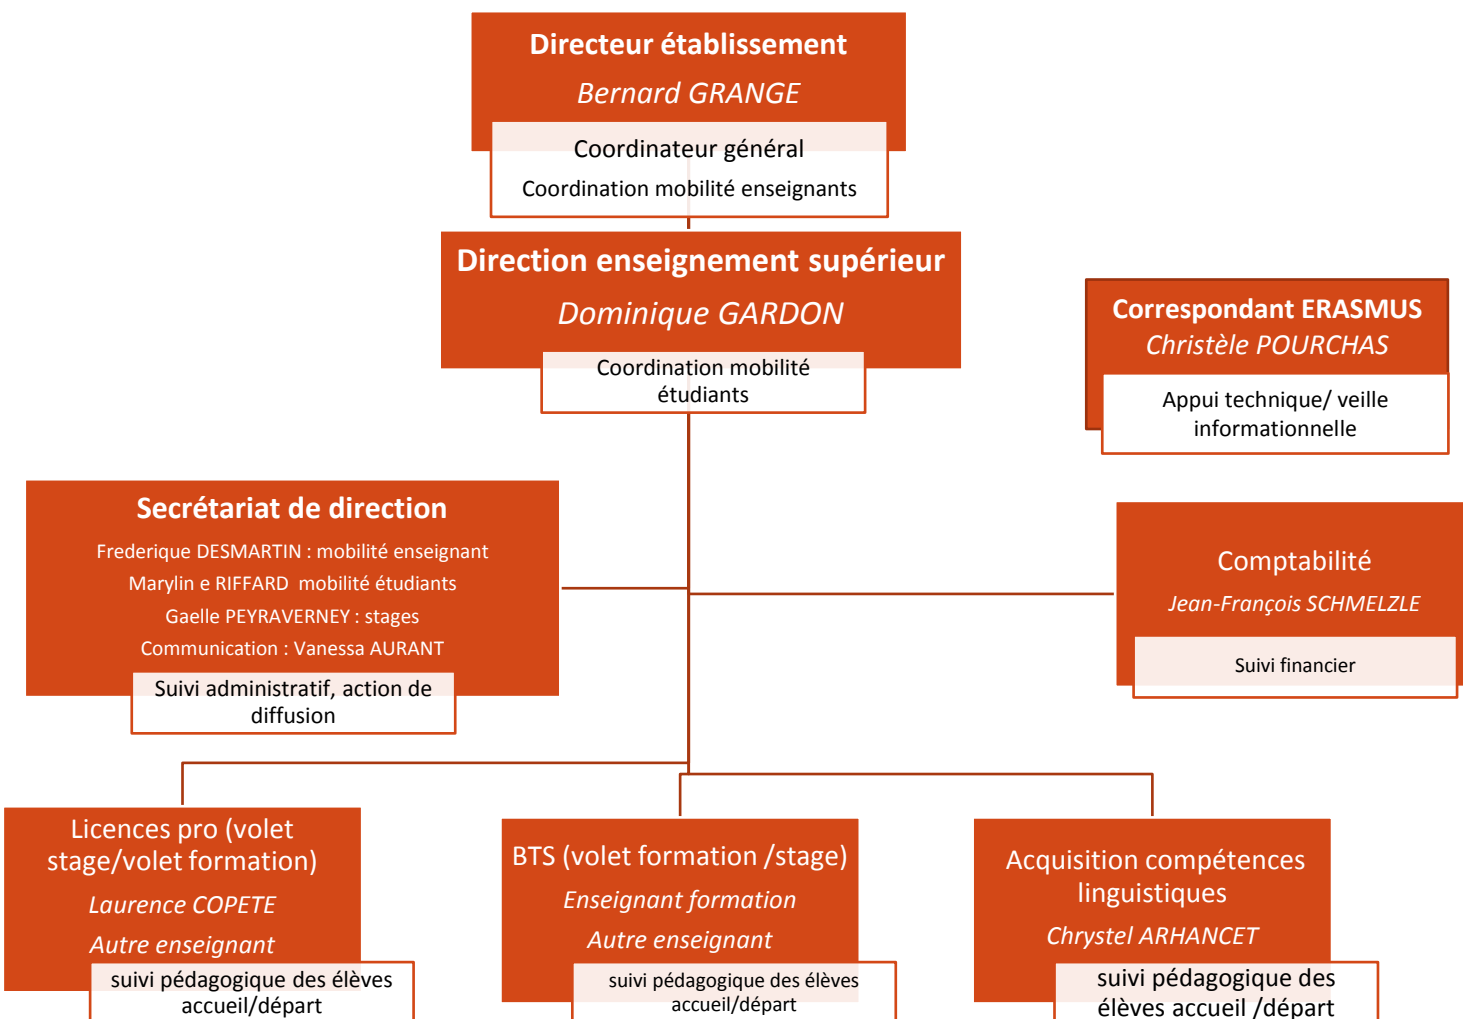 Directeur établissement
Bernard GRANGE
Coordinateur général
Coordination mobilité enseignants
Direction enseignement supérieur
Dominique GARDON
Coordination mobilité
étudiants
Correspondant ERASMUS
Christèle POURCHAS
Appui technique/ veille
informationnelle
Secrétariat de direction
Frederique DESMARTIN : mobilité enseignant
Marylin e RIFFARD  mobilité étudiants
Gaelle PEYRAVERNEY : stages
Communication : Vanessa AURANT
Suivi administratif, action de
diffusion
Comptabilité
Jean-François SCHMELZLE
Suivi financier
Licences pro (volet
stage/volet formation)
Laurence COPETE
Autre enseignant
suivi pédagogique des élèves
accueil/départ
BTS (volet formation /stage)
Enseignant formation
Autre enseignant
suivi pédagogique des élèves
accueil/départ
Acquisition compétences
linguistiques
Chrystel ARHANCET
suivi pédagogique des
élèves accueil /départ